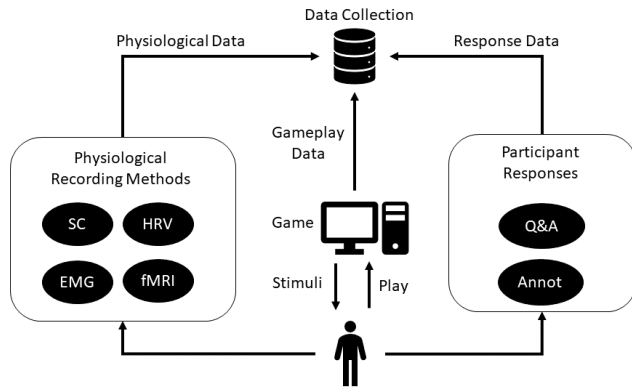 Data Collection
Physiological Data
Response Data
Gameplay
Data
Physiological
Recording Methods
SC
HRV
EMG
fMRI
Game
Stimuli
Play
Participant
Responses
Q&A
Annot